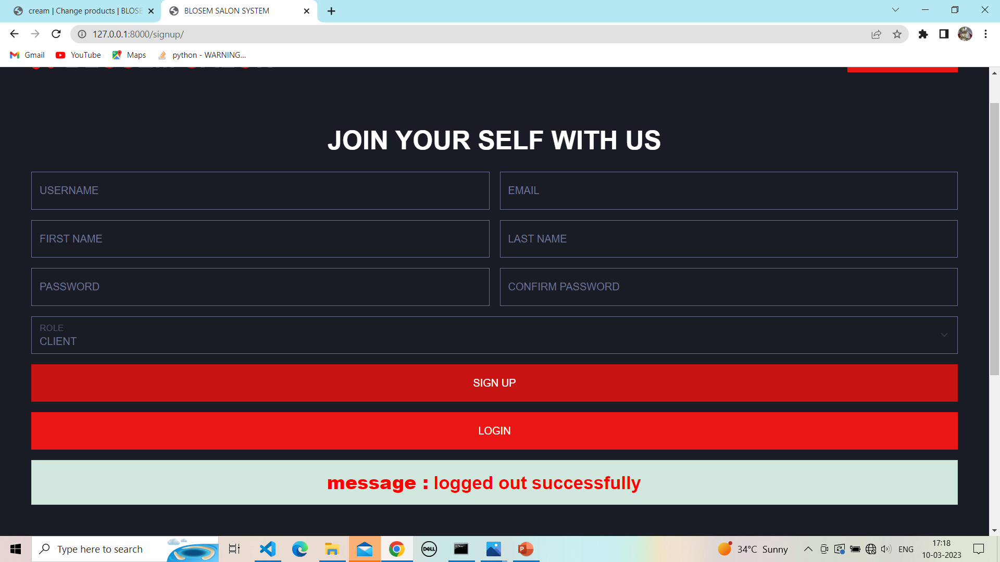 cream | Change products | BLOSE
BLOSEM SALON SYSTEM
127.0.0.1:8000/signup/
Gmail
YouTube
Maps
python - WARNING...
JOIN YOUR SELF WITH US
USERNAME
EMAIL
FIRST NAME
LAST NAME
PASSWORD
CONFIRM PASSWORD
ROLE
CLIENT
SIGN UP
LOGIN
message : logged out successfully
Type here to search
DELL
P
34°C Sunny
ENG
17:18
10-03-2023